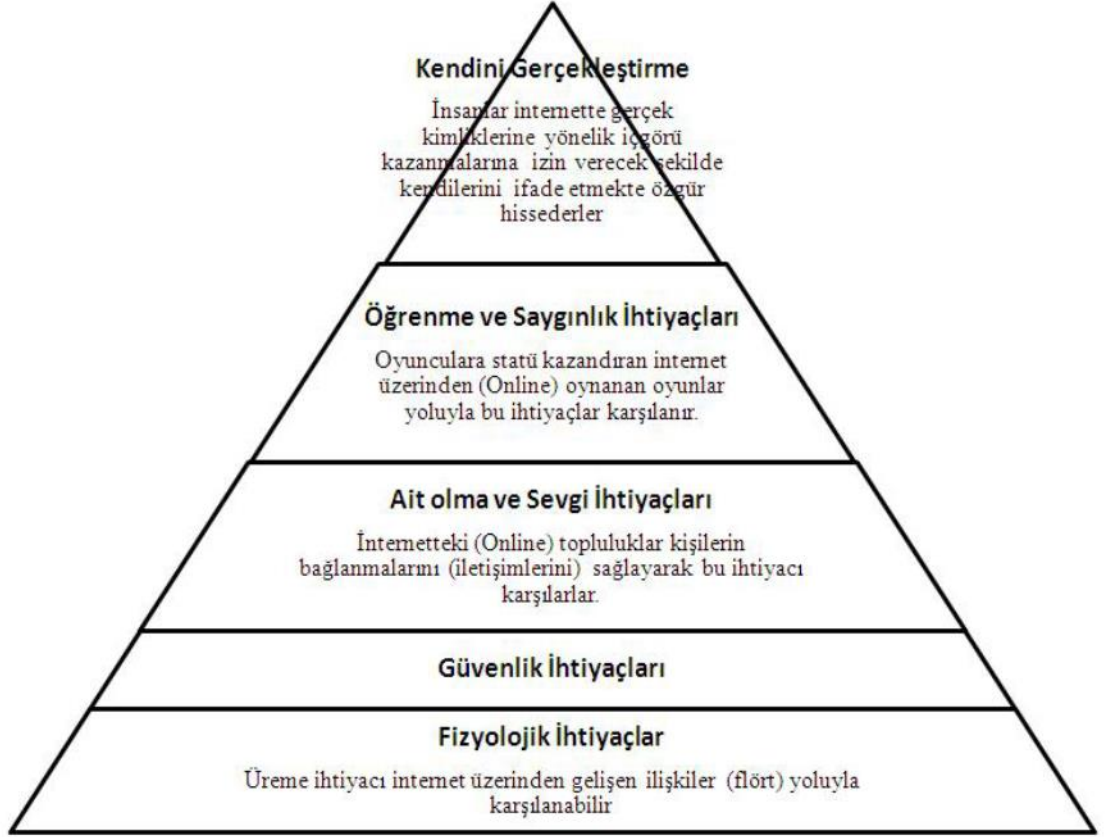 Kendini Gerçekleştirme
İnsanlar internette gerçek
kimliklerine yönelik içgörü
kazanmalarına izin verecek şekilde
kendilerini ifade etmekte özgür
hissederler
Öğrenme ve Saygınlık İhtiyaçları
Oyunculara statü kazandıran internet
üzerinden (Online) oynanan oyunlar
yoluyla bu ihtiyaçlar karşılanır.
Ait olma ve Sevgi İhtiyaçları
İnternetteki (Online) topluluklar kişilerin
bağlanmalarını (iletişimlerini) sağlayarak bu ihtiyacı
karşılarlar.
Güvenlik İhtiyaçları
Fizyolojik İhtiyaçlar
Üreme ihtiyacı internet üzerinden gelişen ilişkiler (flört) yoluyla
karşılanabilir